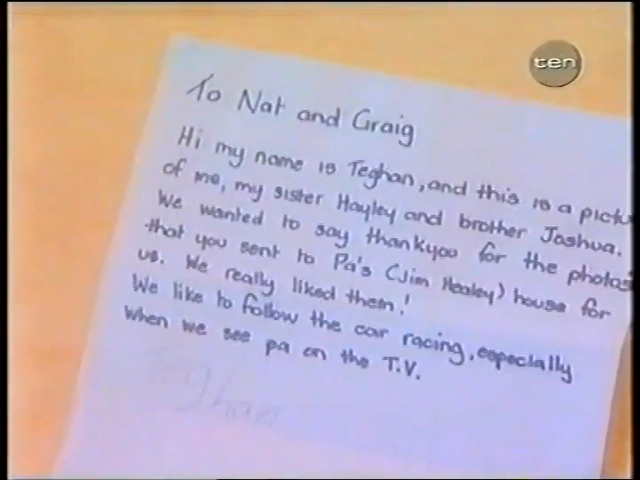 ten
To Nat and Graig
Hi my name is Teghan, and this is a pictu
of me, my sister Hayley and brother Joshua.
We wanted to say thankyou for the photos
that you sent to Pa's (Jim Healey) house for
us. We really liked them!
We like to follow the car racing, especially
when we see pa on the T.V.
Teghan